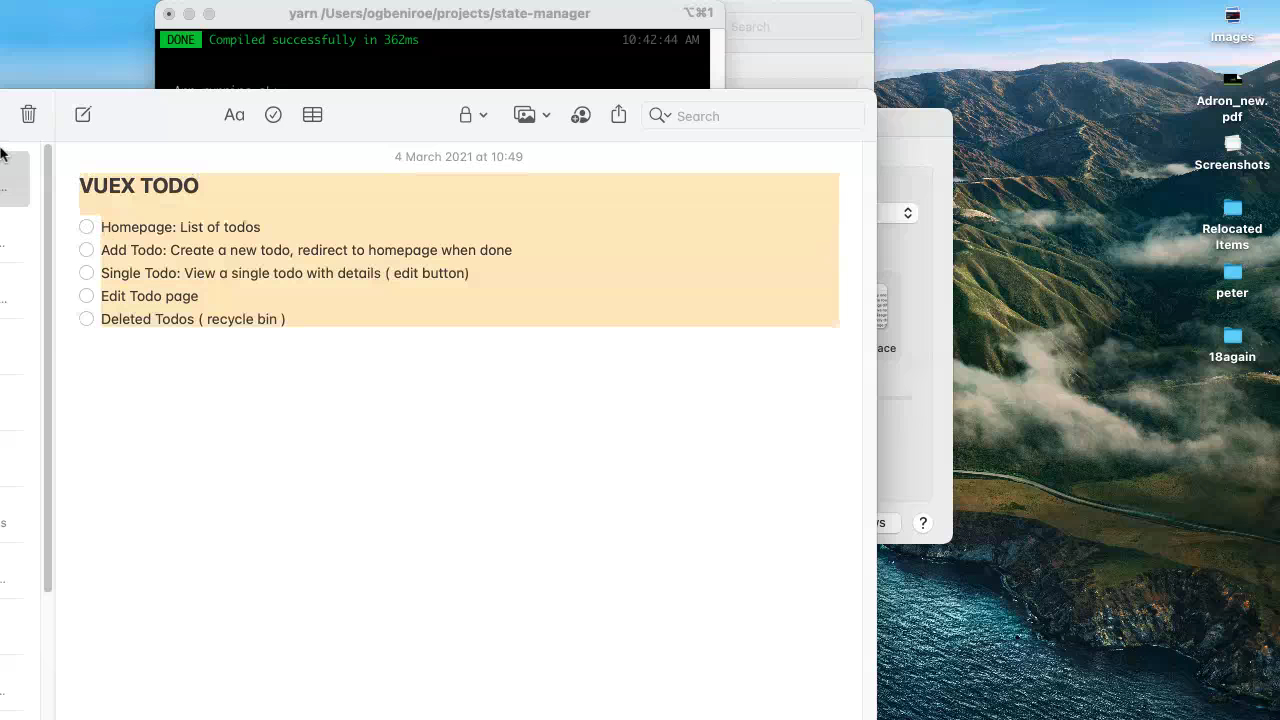 yarn /Users/ogbeniroe/projects/state-manager
⌥⌘1
DONE Compiled successfully in 362ms
10:42:44 AM
Search
Images
Adron_new.
pdf
Screenshots
Relocated
Items
peter
18again
Aa
Search
4 March 2021 at 10:49
VUEX TODO
Homepage: List of todos
Add Todo: Create a new todo, redirect to homepage when done
Single Todo: View a single todo with details ( edit button)
Edit Todo page
Deleted Todos ( recycle bin )
ace
s
?